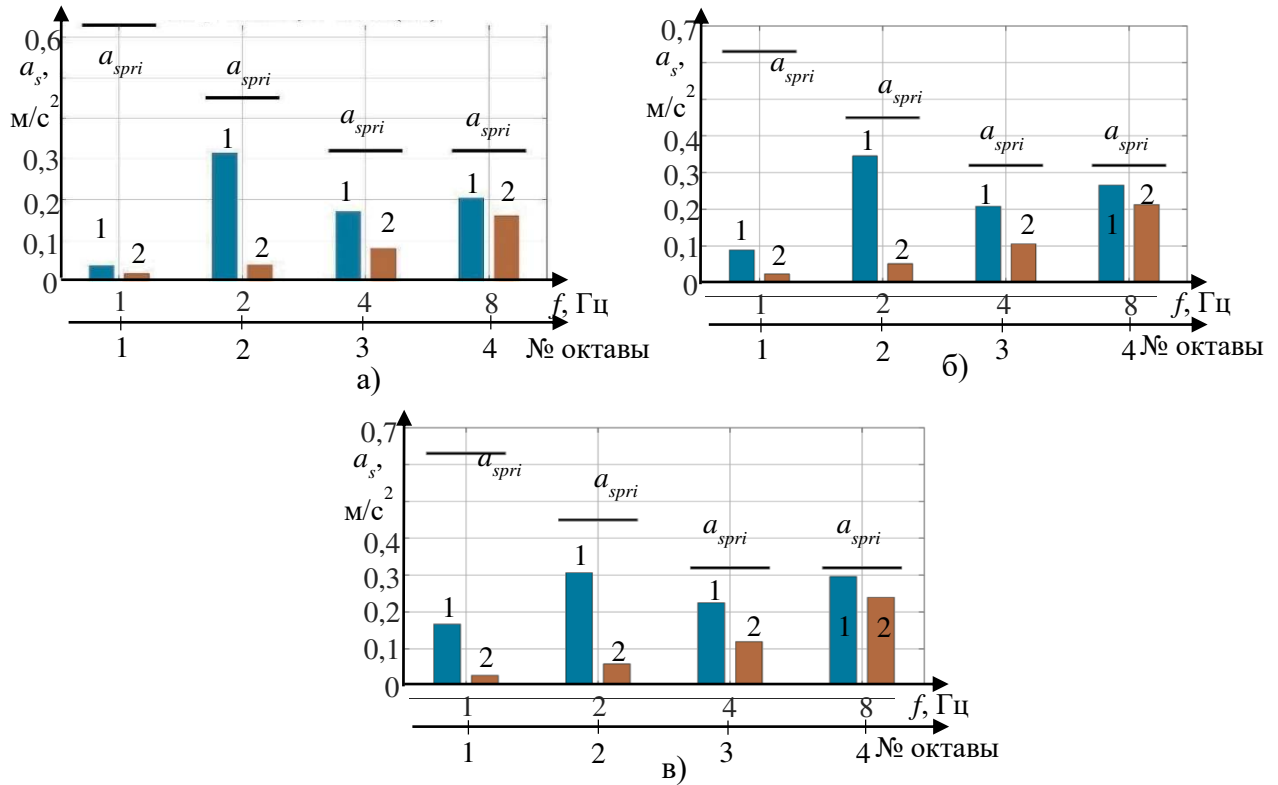 0,6
a_s,
м/с²
0,3
0,2
0,1
0
a_spri
a_spri
a_spri
a_spri
1 2
1 2
1 2
1 2
1 2 4 8 f, Гц
1 2 3 4 № октавы
а)
0,7
a_s,
м/с²
0,4
0,3
0,2
0,1
0
a_spri
a_spri
a_spri
a_spri
1 2
1 2
1 2
1 2
1 2 4 8 f, Гц
1 2 3 4 № октавы
б)
0,7
a_s,
м/с²
0,4
0,3
0,2
0,1
0
a_spri
a_spri
a_spri
a_spri
1 2
1 2
1 2
1 2
1 2 4 8 f, Гц
1 2 3 4 № октавы
в)